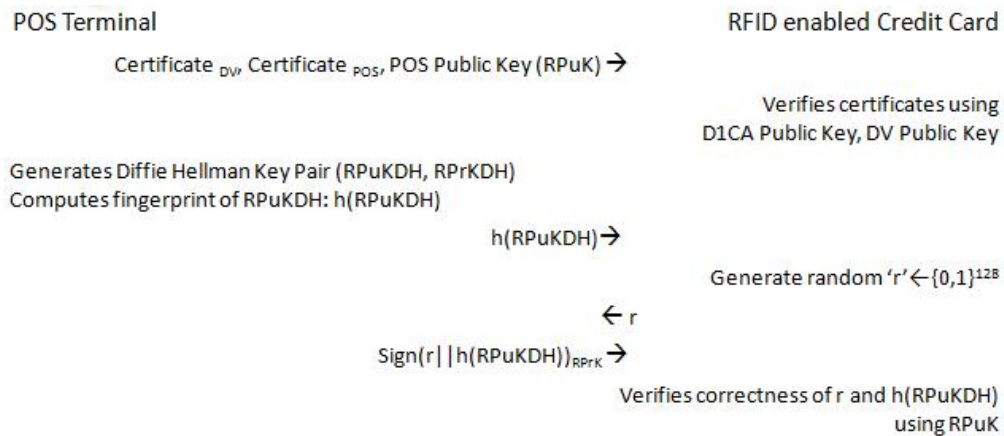 POS Terminal
RFID enabled Credit Card
Certificate DV, Certificate POS, POS Public Key (RPuK) →
Verifies certificates using
D1CA Public Key, DV Public Key
Generates Diffie Hellman Key Pair (RPuKDH, RPrKDH)
Computes fingerprint of RPuKDH: h(RPuKDH)
h(RPuKDH) →
Generate random ‘r’ ← {0,1}¹²⁸
← r
Sign(r||h(RPuKDH))RPrK →
Verifies correctness of r and h(RPuKDH)
using RPuK